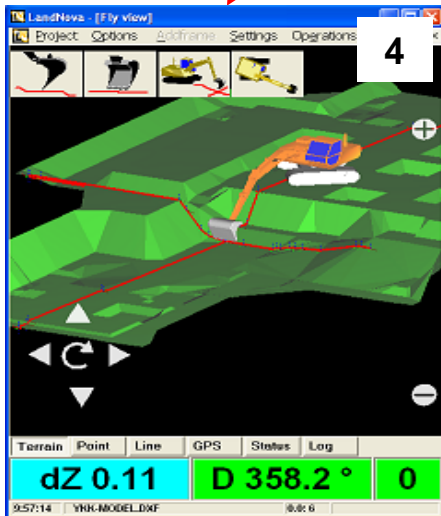 LandNova - [Fly view]
Project Options Addframe Settings Operations
4
Terrain Point Line GPS Status Log
dZ 0.11 D 358.2 ° 0
9:57:14 YKK-MODEL.DXF 0.0: 6